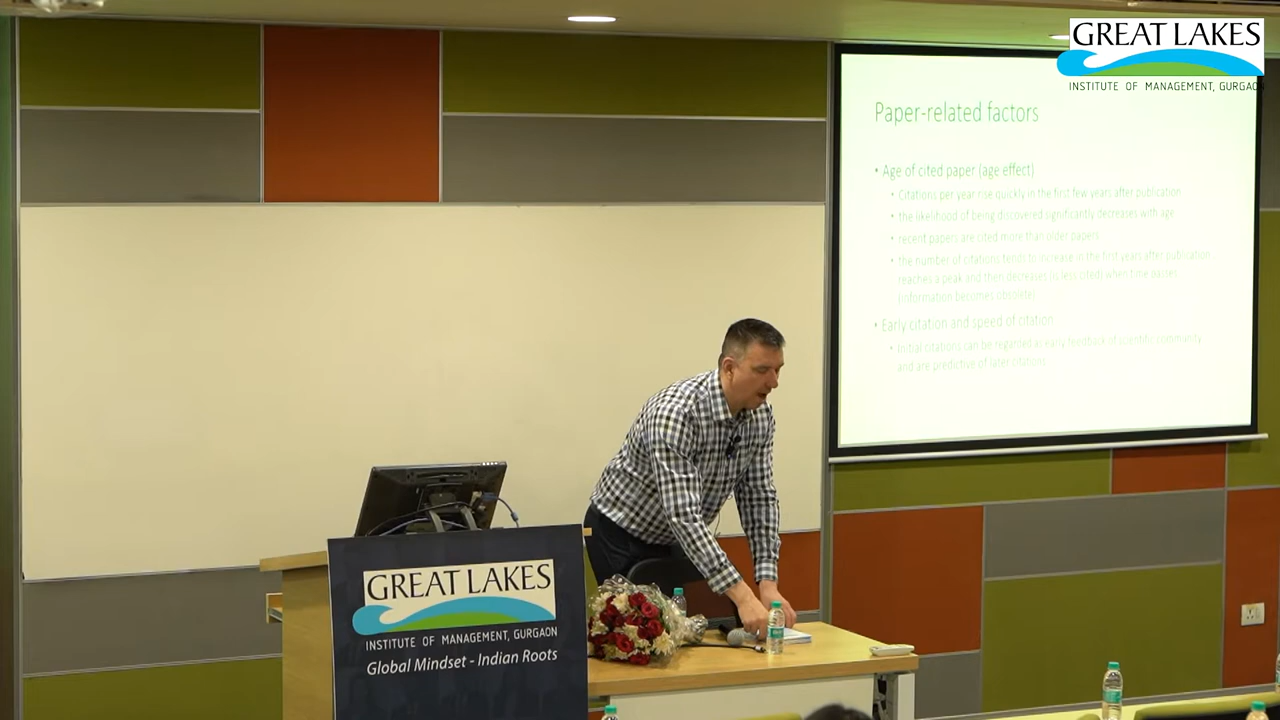 GREAT LAKES
INSTITUTE OF MANAGEMENT, GURGAON
Paper-related factors
• Age of cited paper (age effect)
• Citations per year rise quickly in the first few years after publication
• the likelihood of being discovered significantly decreases with age
• recent papers are cited more than older papers
• the number of citations tends to increase in the first years after publication,
reaches a peak and then decreases (is less cited) when time passes
(information becomes obsolete)
• Early citation and speed of citation
• Initial citations can be regarded as early feedback of scientific community
and are predictive of later citations
GREAT LAKES
INSTITUTE OF MANAGEMENT, GURGAON
Global Mindset - Indian Roots